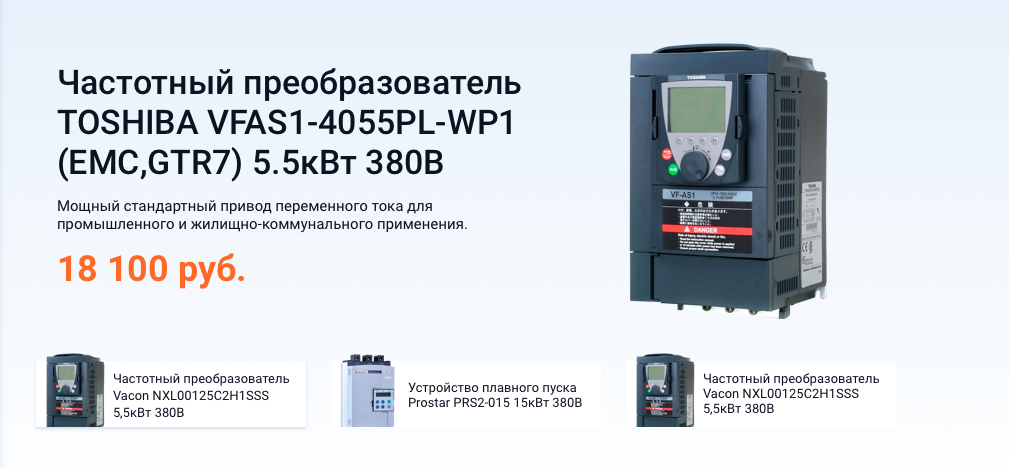 Частотный преобразователь
TOSHIBA VFAS1-4055PL-WP1
(EMC,GTR7) 5.5кВт 380В
Мощный стандартный привод переменного тока для
промышленного и жилищно-коммунального применения.
18 100 руб.
TOSHIBA
VF-AS1
危険
DANGER
Частотный преобразователь
Vacon NXL00125C2H1SSS
5,5кВт 380В
Устройство плавного пуска
Prostar PRS2-015 15кВт 380В
Частотный преобразователь
Vacon NXL00125C2H1SSS
5,5кВт 380В